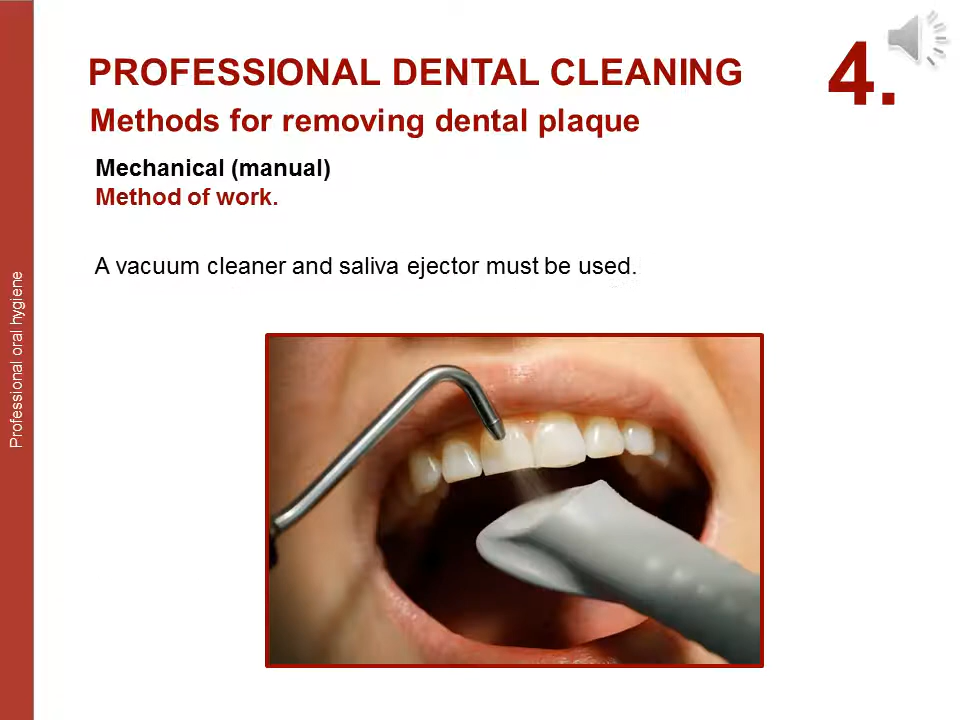 PROFESSIONAL DENTAL CLEANING
4.
Methods for removing dental plaque
Mechanical (manual)
Method of work.
A vacuum cleaner and saliva ejector must be used.
Professional oral hygiene